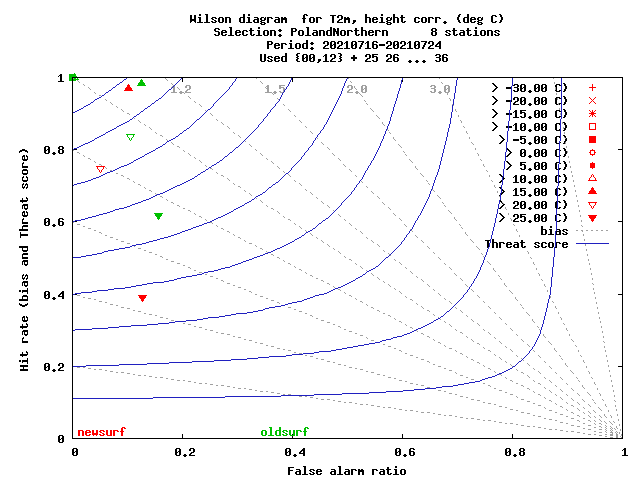 Wilson diagram  for T2m, height corr. (deg C)
Selection: PolandNorthern      8 stations
Period: 20210716-20210724
Used {00,12} + 25 26 ... 36
1
0.8
0.6
0.4
0.2
0
1.2
1.5
2.0
3.0
> -30.00 C)
> -20.00 C)
> -15.00 C)
> -10.00 C)
> -5.00 C)
> 0.00 C)
> 5.00 C)
> 10.00 C)
> 15.00 C)
> 20.00 C)
> 25.00 C)
bias
Threat score
Hit rate (bias and Threat score)
newsurf
oldsurf
0
0.2
0.4
0.6
0.8
1
False alarm ratio